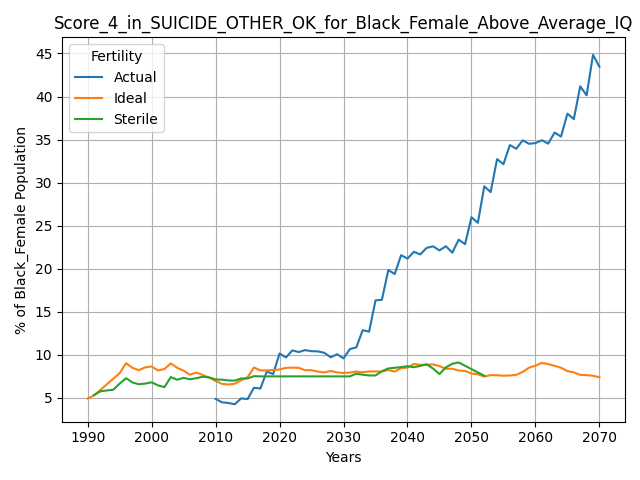 Score_4_in_SUICIDE_OTHER_OK_for_Black_Female_Above_Average_IQ
Fertility
Actual
Ideal
Sterile
% of Black_Female Population
45
40
35
30
25
20
15
10
5
1990 2000 2010 2020 2030 2040 2050 2060 2070
Years